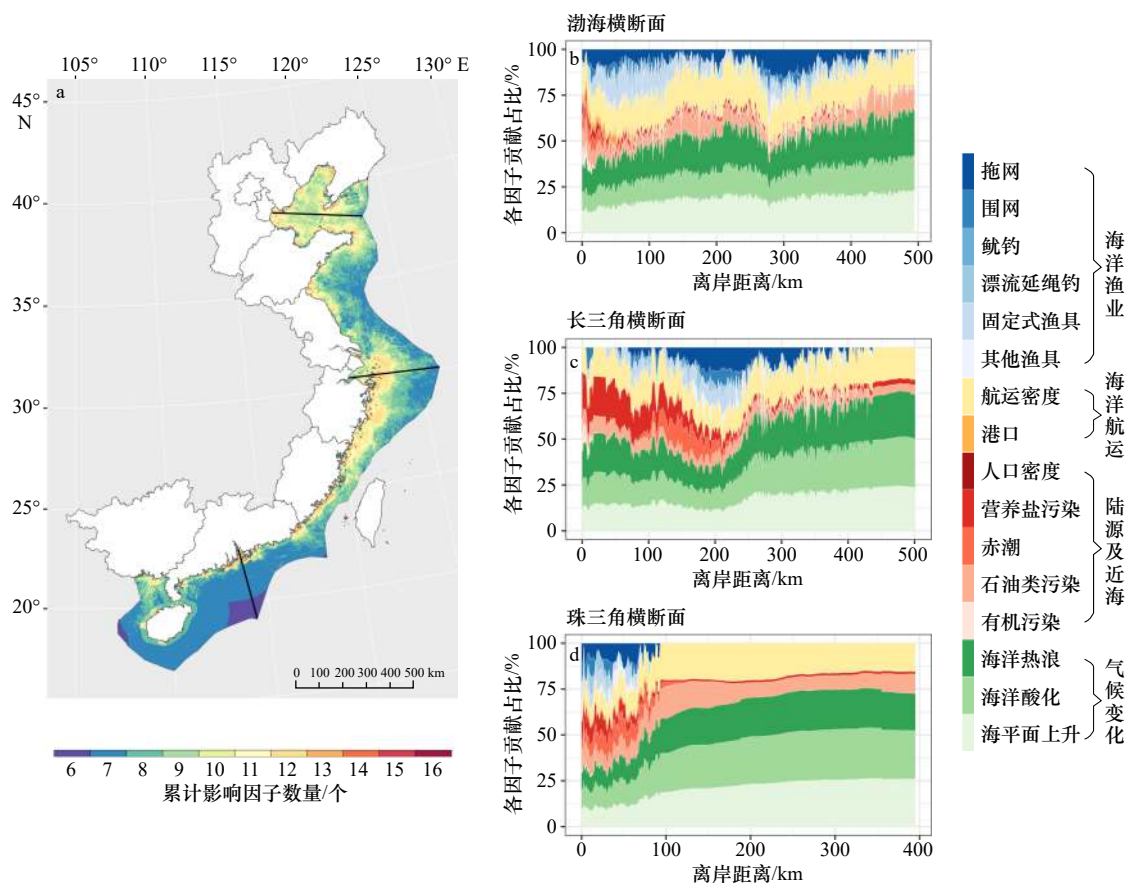 105° 110° 115° 120° 125° 130° E
a
45°
N
40°
35°
30°
25°
20°
0 100 200 300 400 500 km
6 7 8 9 10 11 12 13 14 15 16
累计影响因子数量/个
渤海横断面
b
各因子贡献占比/%
100
75
50
25
0
0 100 200 300 400 500
离岸距离/km
长三角横断面
c
各因子贡献占比/%
100
75
50
25
0
0 100 200 300 400 500
离岸距离/km
珠三角横断面
d
各因子贡献占比/%
100
75
50
25
0
0 100 200 300 400
离岸距离/km
拖网
围网
鱿钓
漂流延绳钓
固定式渔具
其他渔具
海洋渔业
航运密度
港口
海洋航运
人口密度
营养盐污染
赤潮
石油类污染
有机污染
陆源及近海
海洋热浪
海洋酸化
海平面上升
气候变化